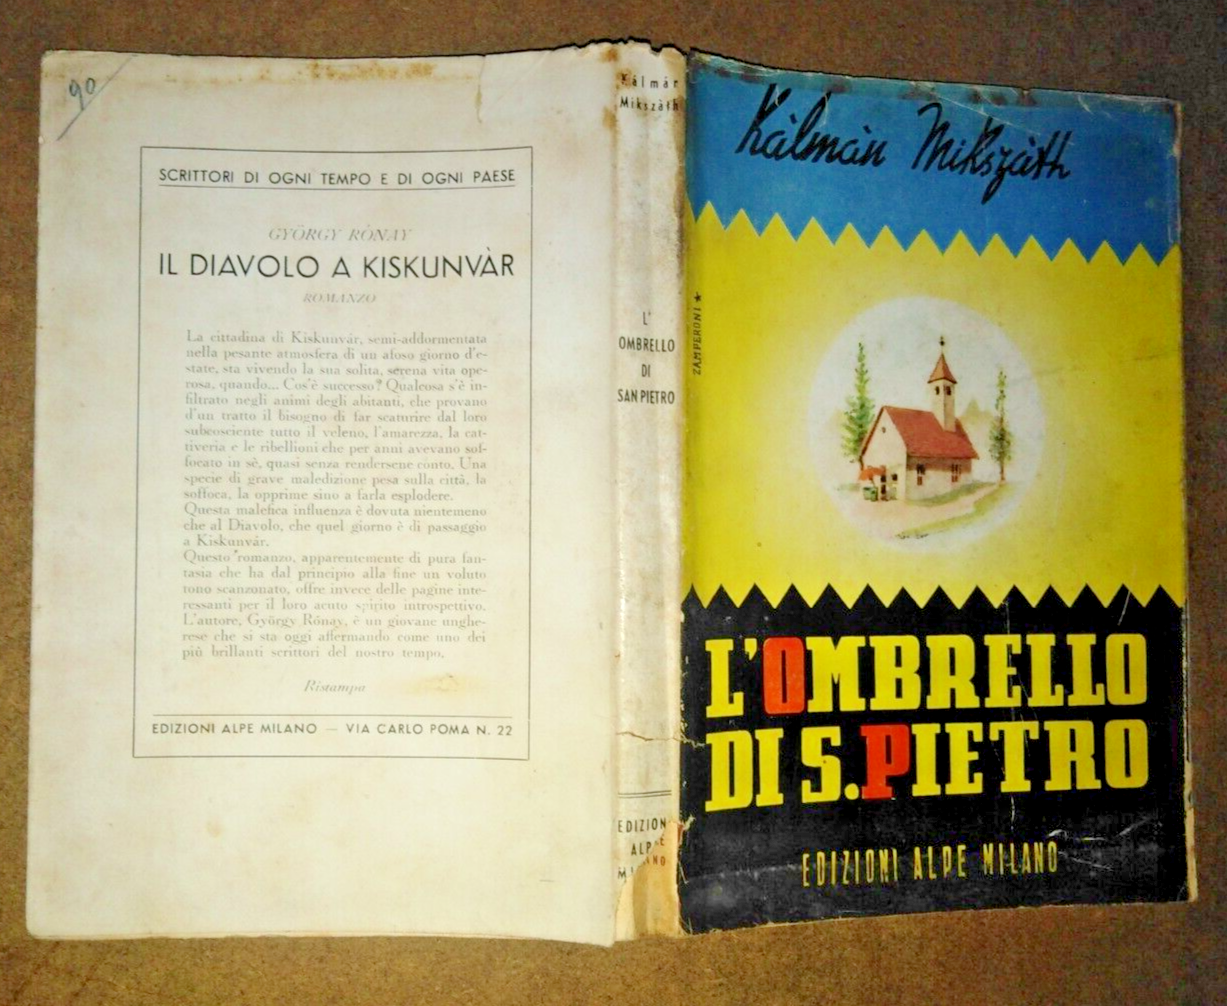 90
SCRITTORI DI OGNI TEMPO E DI OGNI PAESE
GYÖRGY RÒNAY
IL DIAVOLO A KISKUNVÀR
ROMANZO
La cittadina di Kiskunvár, semi-addormentata
nella pesante atmosfera di un afoso giorno d'e-
state, sta vivendo la sua solita, serena vita ope-
rosa, quando... Cos'è successo? Qualcosa s'è in-
filtrato negli animi degli abitanti, che provano
d'un tratto il bisogno di far scaturire dal loro
subcosciente tutto il veleno, l'amarezza, la cat-
tiveria e le ribellioni che per anni avevano sof-
focato in sè, quasi senza rendersene conto. Una
specie di grave maledizione pesa sulla città, la
soffoca, la opprime sino a farla esplodere.
Questa malefica influenza è dovuta nientemeno
che al Diavolo, che quel giorno è di passaggio
a Kiskunvár.
Questo romanzo, apparentemente di pura fan-
tasia che ha dal principio alla fine un voluto
tono scanzonato, offre invece delle pagine inte-
ressanti per il loro acuto spirito introspettivo.
L'autore, György Rónay, è un giovane unghe-
rese che si sta oggi affermando come uno dei
più brillanti scrittori del nostro tempo.
Ristampa
EDIZIONI ALPE MILANO — VIA CARLO POMA N. 22
Kálmár
Mikszàth
L'
OMBRELLO
DI
SAN PIETRO
EDIZION
ALPE
Kàlmàn Mikszàth
ZAMPERONI ★
L'OMBRELLO
DI S. PIETRO
EDIZIONI ALPE MILANO